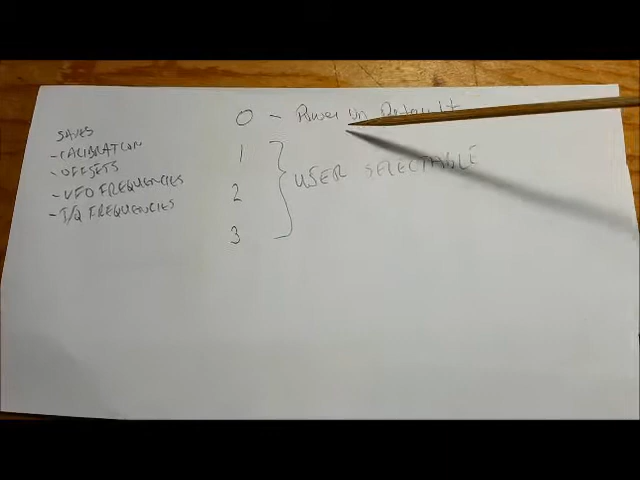 SAVES
- CALIBRATION
- OFFSETS
- VFO FREQUENCIES
- I/Q FREQUENCIES
0 - Power On Default
1
2
3
USER SELECTABLE